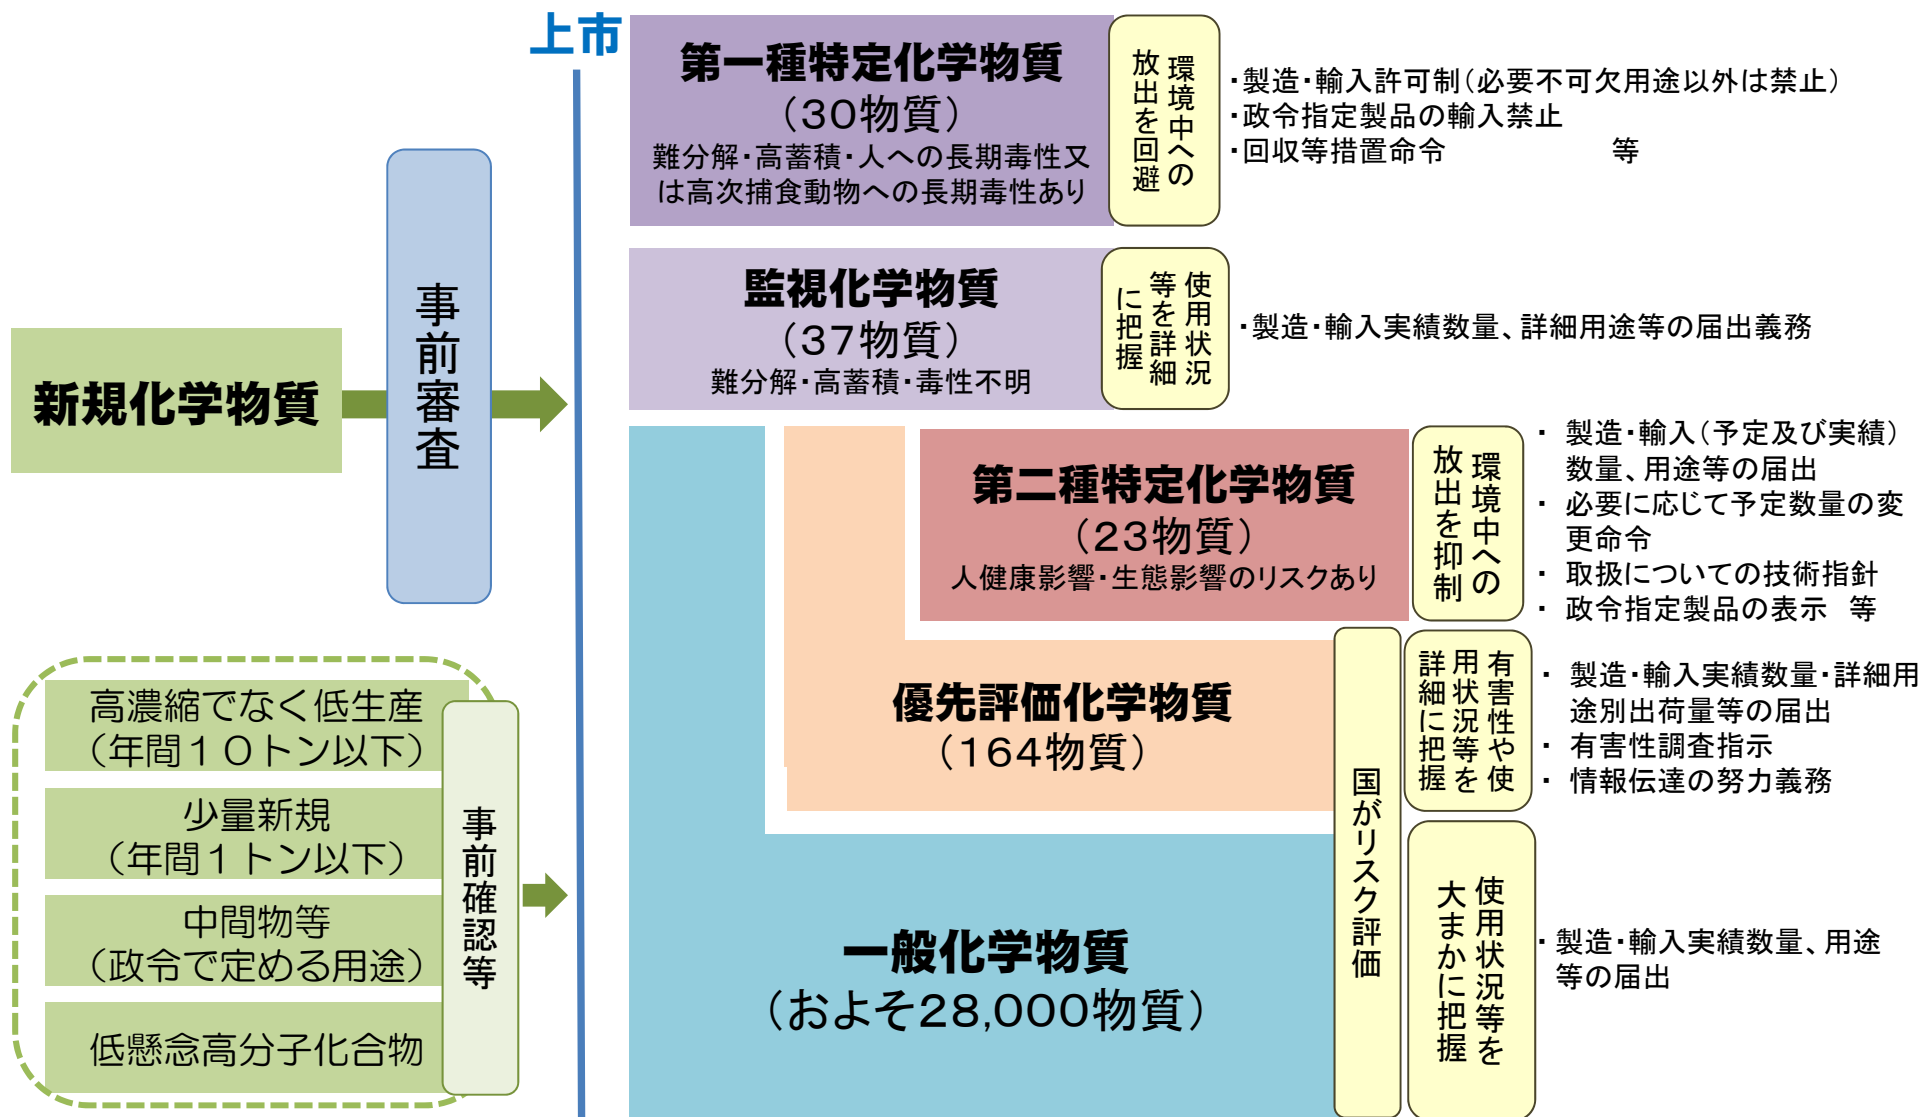 上市
新規化学物質
事前審査
高濃縮でなく低生産
(年間10トン以下)
少量新規
(年間1トン以下)
中間物等
(政令で定める用途)
低懸念高分子化合物
事前確認等
第一種特定化学物質
(30物質)
難分解・高蓄積・人への長期毒性又
は高次捕食動物への長期毒性あり
環境中への
放出を回避
・製造・輸入許可制(必要不可欠用途以外は禁止)
・政令指定製品の輸入禁止
・回収等措置命令　　　　　等
監視化学物質
(37物質)
難分解・高蓄積・毒性不明
使用状況
等を詳細
に把握
・製造・輸入実績数量、詳細用途等の届出義務
第二種特定化学物質
(23物質)
人健康影響・生態影響のリスクあり
環境中への
放出を抑制
・ 製造・輸入(予定及び実績)
数量、用途等の届出
・ 必要に応じて予定数量の変
更命令
・ 取扱についての技術指針
・ 政令指定製品の表示　等
優先評価化学物質
(164物質)
国がリスク評価
有害性や使
用状況等を
詳細に把握
・ 製造・輸入実績数量・詳細用
途別出荷量等の届出
・ 有害性調査指示
・ 情報伝達の努力義務
一般化学物質
(およそ28,000物質)
使用状況等を
大まかに把握
・製造・輸入実績数量、用途
等の届出